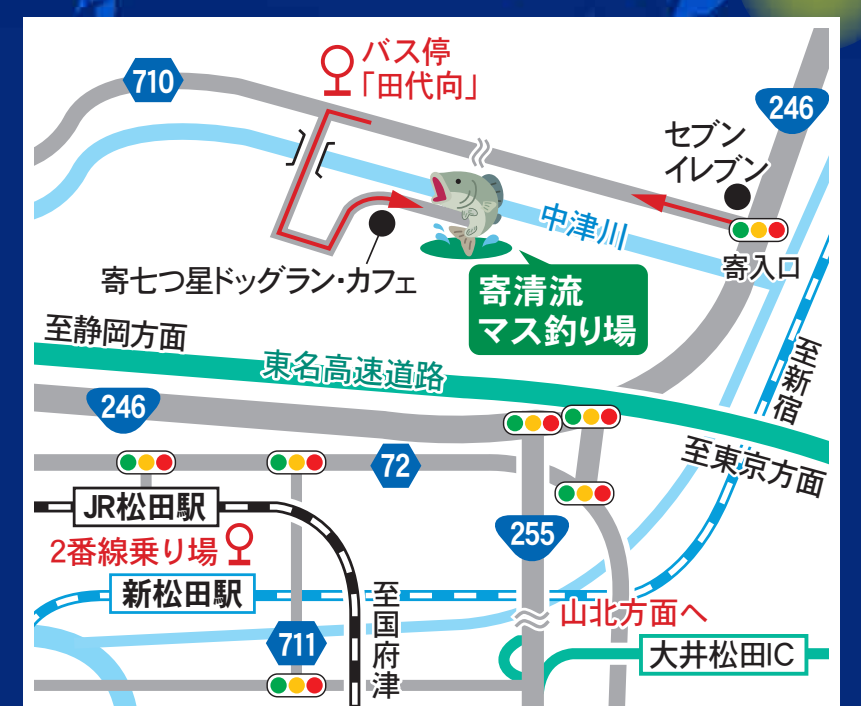 バス停
「田代向」
710
246
セブン
イレブン
中津川
寄入口
寄七つ星ドッグラン・カフェ
寄清流
マス釣り場
至静岡方面
東名高速道路
至新宿
246
至東京方面
72
JR松田駅
255
2番線乗り場
新松田駅
至国府津
山北方面へ
711
大井松田IC